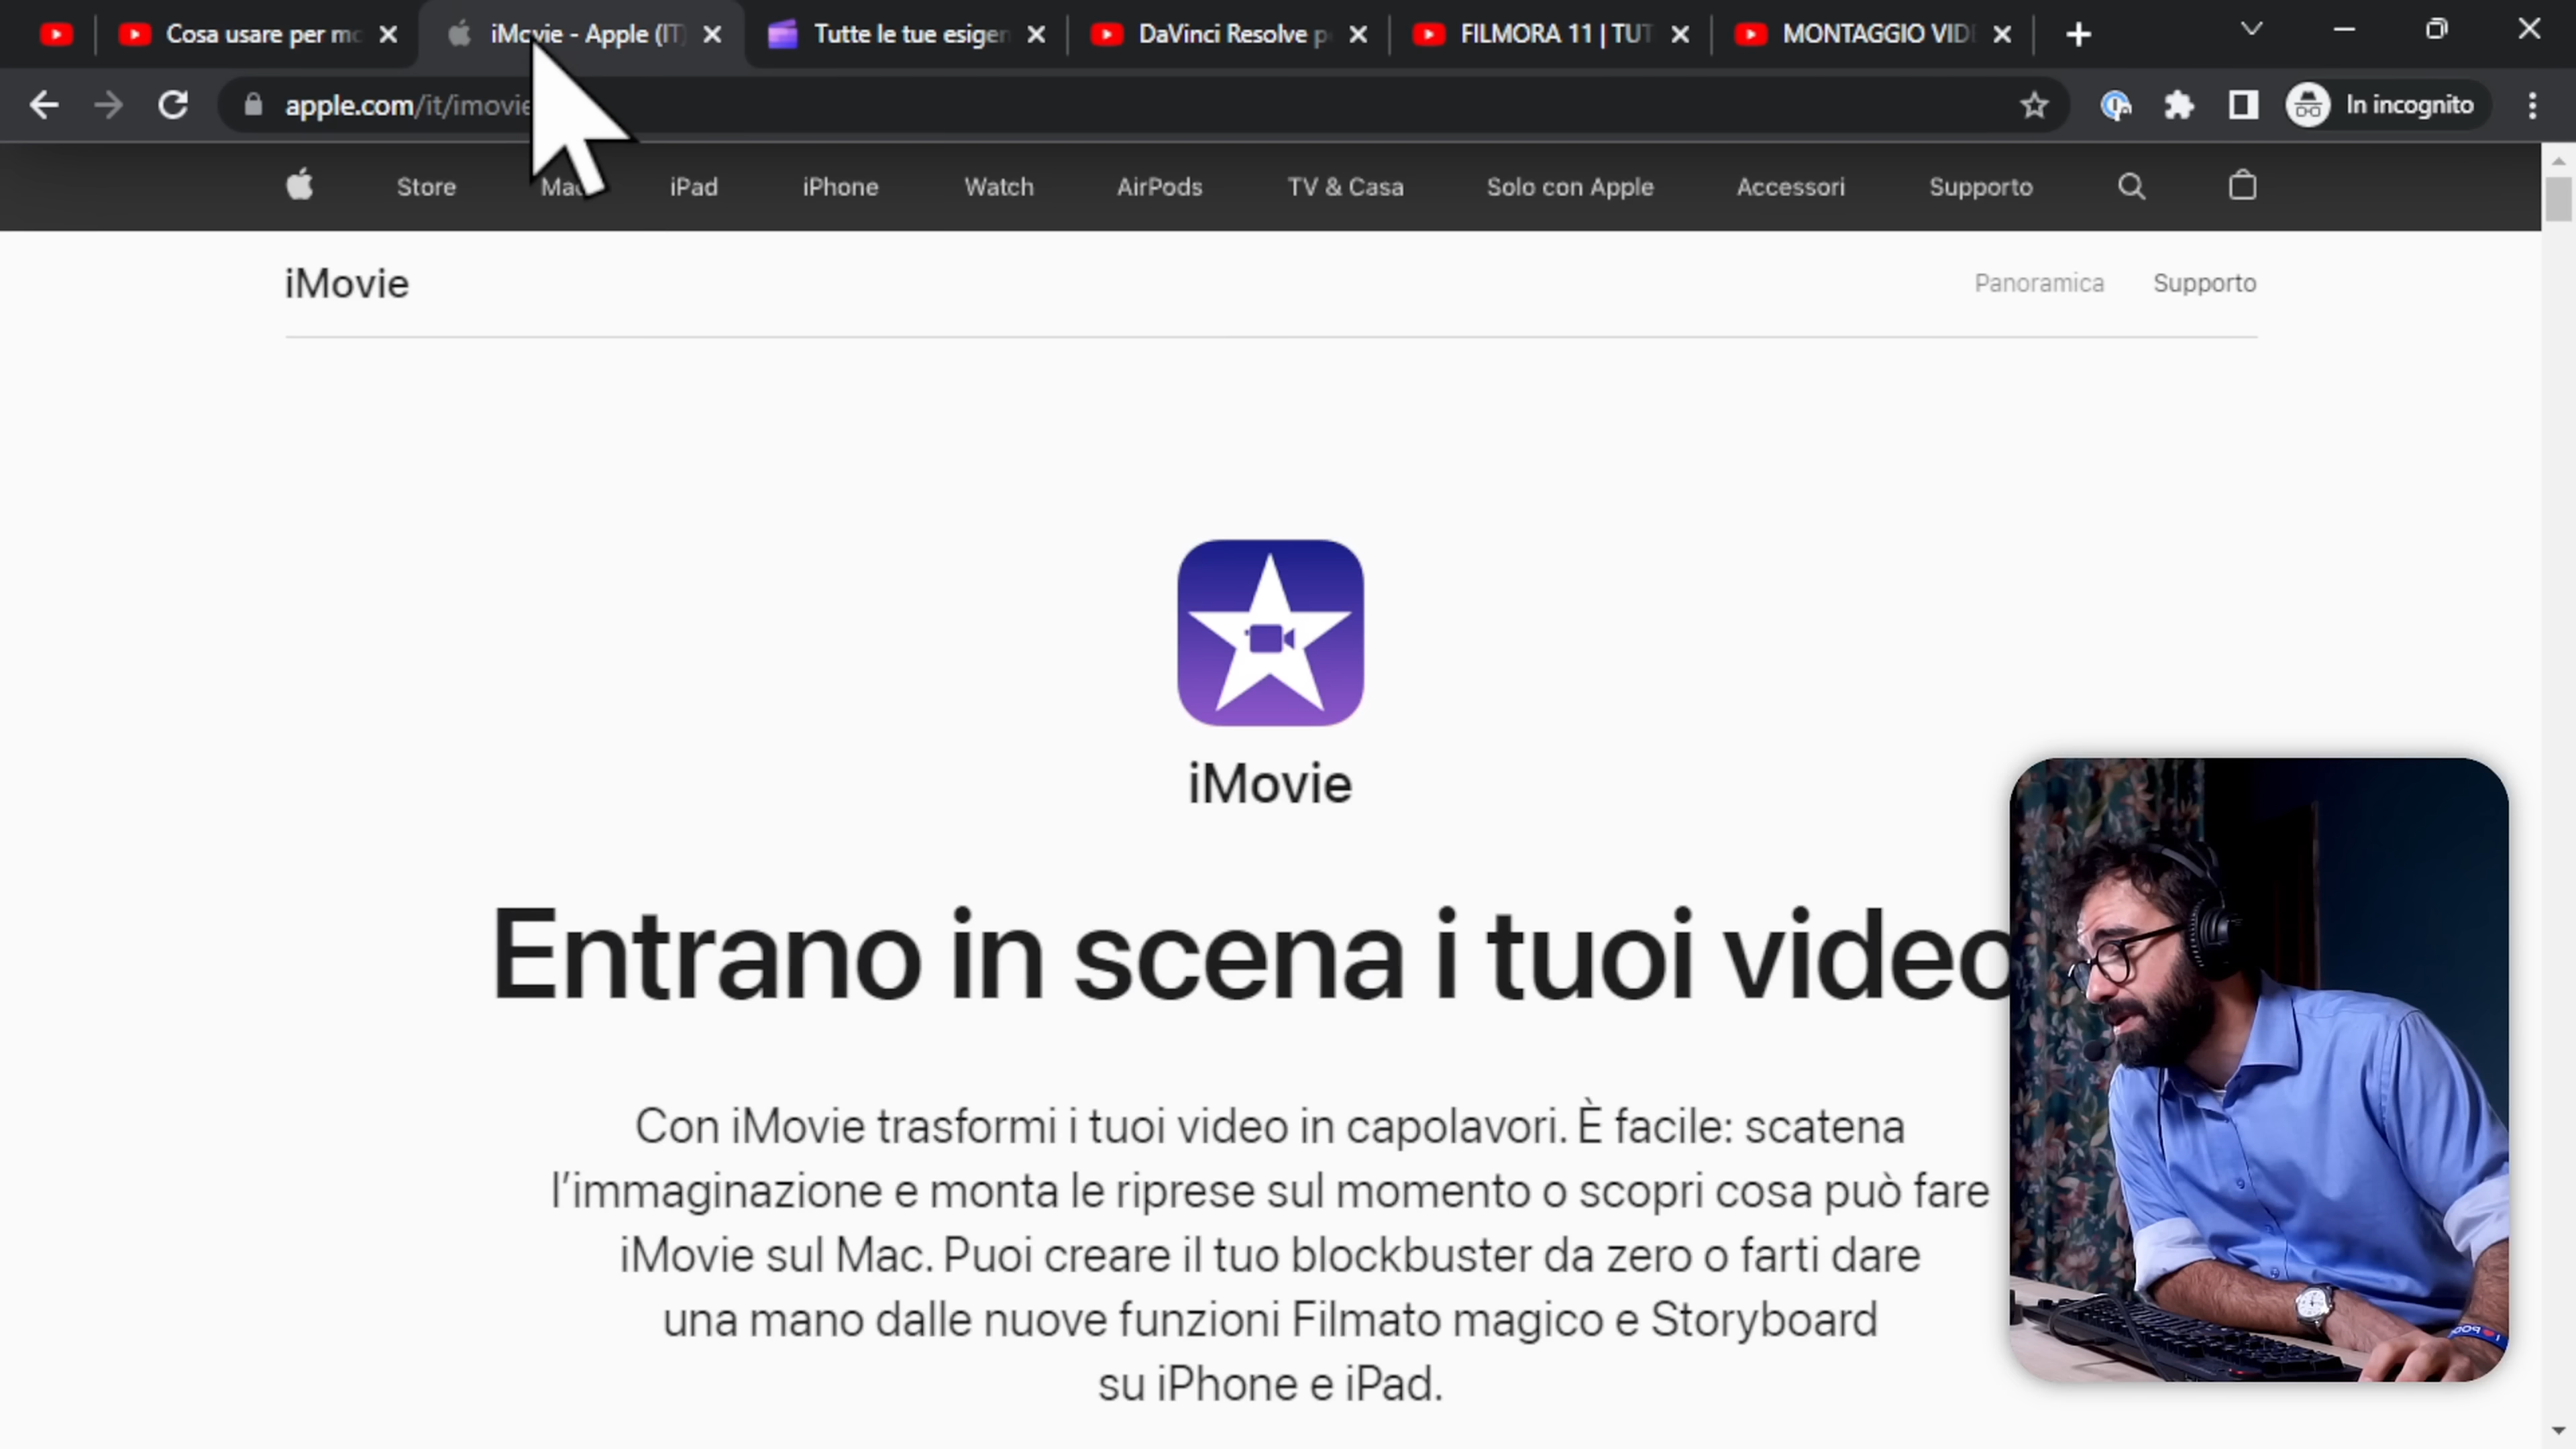 Cosa usare per mo
iMovie - Apple (IT)
Tutte le tue esigen
DaVinci Resolve p
FILMORA 11 | TUT
MONTAGGIO VID
apple.com/it/imovie
In incognito
Store
Mac
iPad
iPhone
Watch
AirPods
TV & Casa
Solo con Apple
Accessori
Supporto
iMovie
Panoramica
Supporto
iMovie
Entrano in scena i tuoi video
Con iMovie trasformi i tuoi video in capolavori. È facile: scatena
l’immaginazione e monta le riprese sul momento o scopri cosa può fare
iMovie sul Mac. Puoi creare il tuo blockbuster da zero o farti dare
una mano dalle nuove funzioni Filmato magico e Storyboard
su iPhone e iPad.